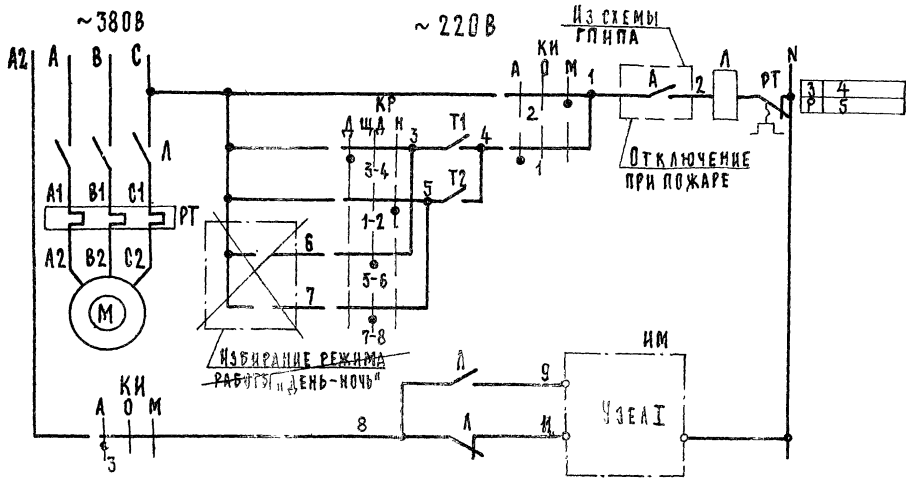 ~380В
~220В
Из схемы
ГПИПА
А2 А В С
КИ
А О М
1
А
2
Л
РТ
N
3 4
Р 5
2
КР
Д ЩД Н
3
Т1
4
3-4
1
Отключение
при пожаре
Л
А1 В1 С1
РТ
5
Т2
1-2
А2 В2 С2
6
5-6
М
7
7-8
Избирание режима
работы „День-ночь"
ИМ
КИ
А О М
3
8
Л
9
Л
11
Узел I